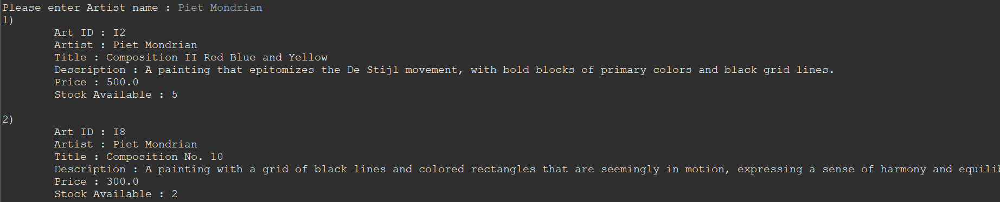 Please enter Artist name : Piet Mondrian
1)
Art ID : I2
Artist : Piet Mondrian
Title : Composition II Red Blue and Yellow
Description : A painting that epitomizes the De Stijl movement, with bold blocks of primary colors and black grid lines.
Price : 500.0
Stock Available : 5
2)
Art ID : I8
Artist : Piet Mondrian
Title : Composition No. 10
Description : A painting with a grid of black lines and colored rectangles that are seemingly in motion, expressing a sense of harmony and
Price : 300.0
Stock Available : 2